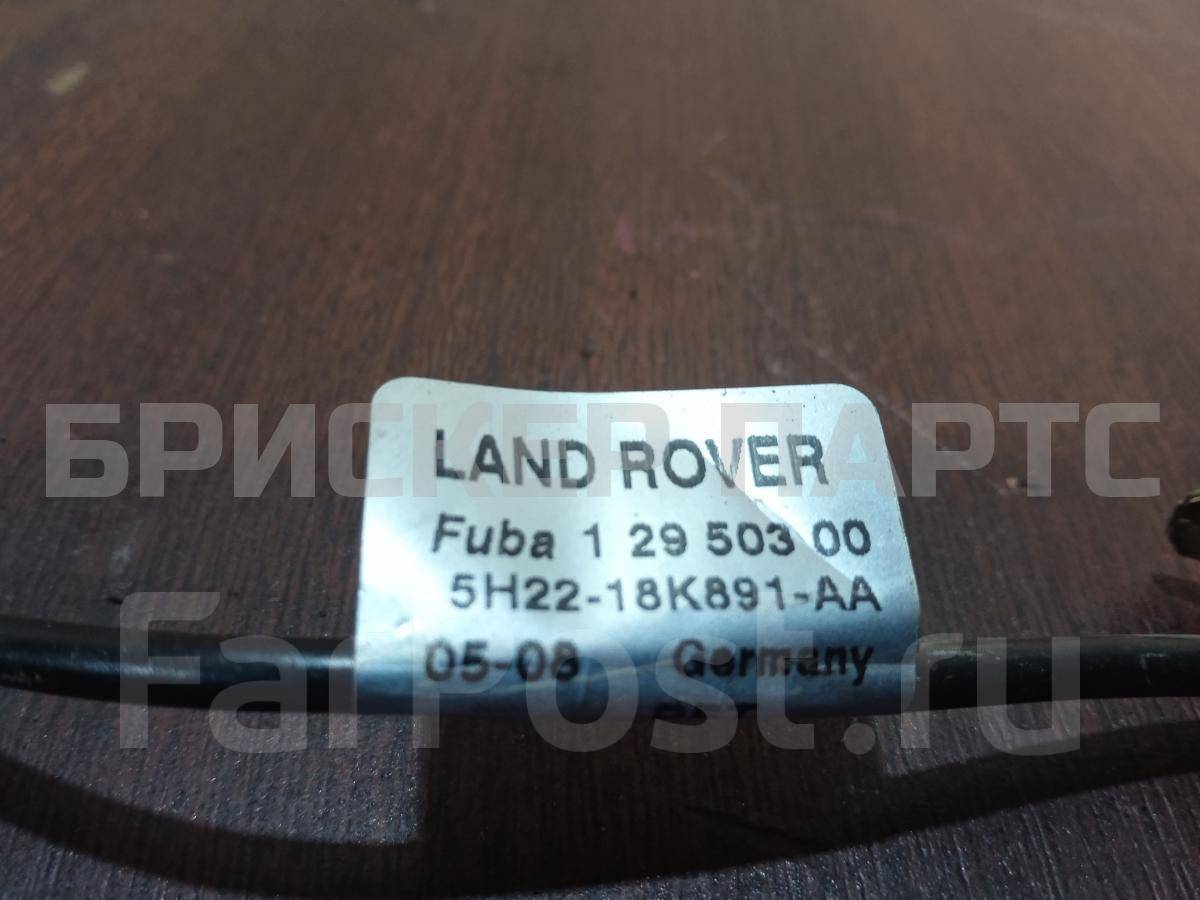 БРИСКЕР ПАРТС
LAND ROVER
Fuba 1 29 503 00
5H22-18K891-AA
05-08 Germany
FarPost.ru